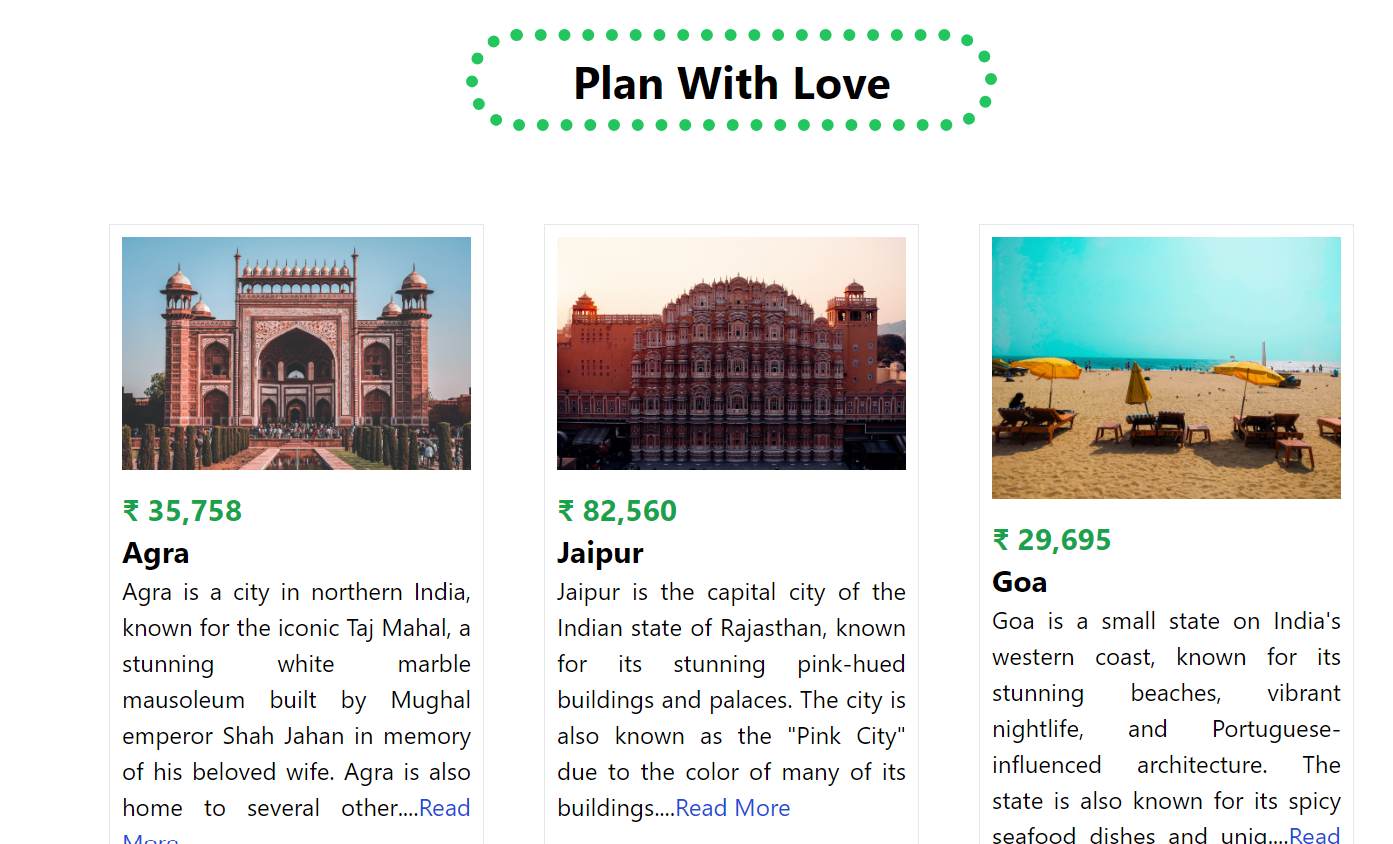 Plan With Love
₹ 35,758
Agra
Agra is a city in northern India,
known for the iconic Taj Mahal, a
stunning white marble
mausoleum built by Mughal
emperor Shah Jahan in memory
of his beloved wife. Agra is also
home to several other....Read
More
₹ 82,560
Jaipur
Jaipur is the capital city of the
Indian state of Rajasthan, known
for its stunning pink-hued
buildings and palaces. The city is
also known as the "Pink City"
due to the color of many of its
buildings....Read More
₹ 29,695
Goa
Goa is a small state on India's
western coast, known for its
stunning beaches, vibrant
nightlife, and Portuguese-
influenced architecture. The
state is also known for its spicy
seafood dishes and uniq....Read